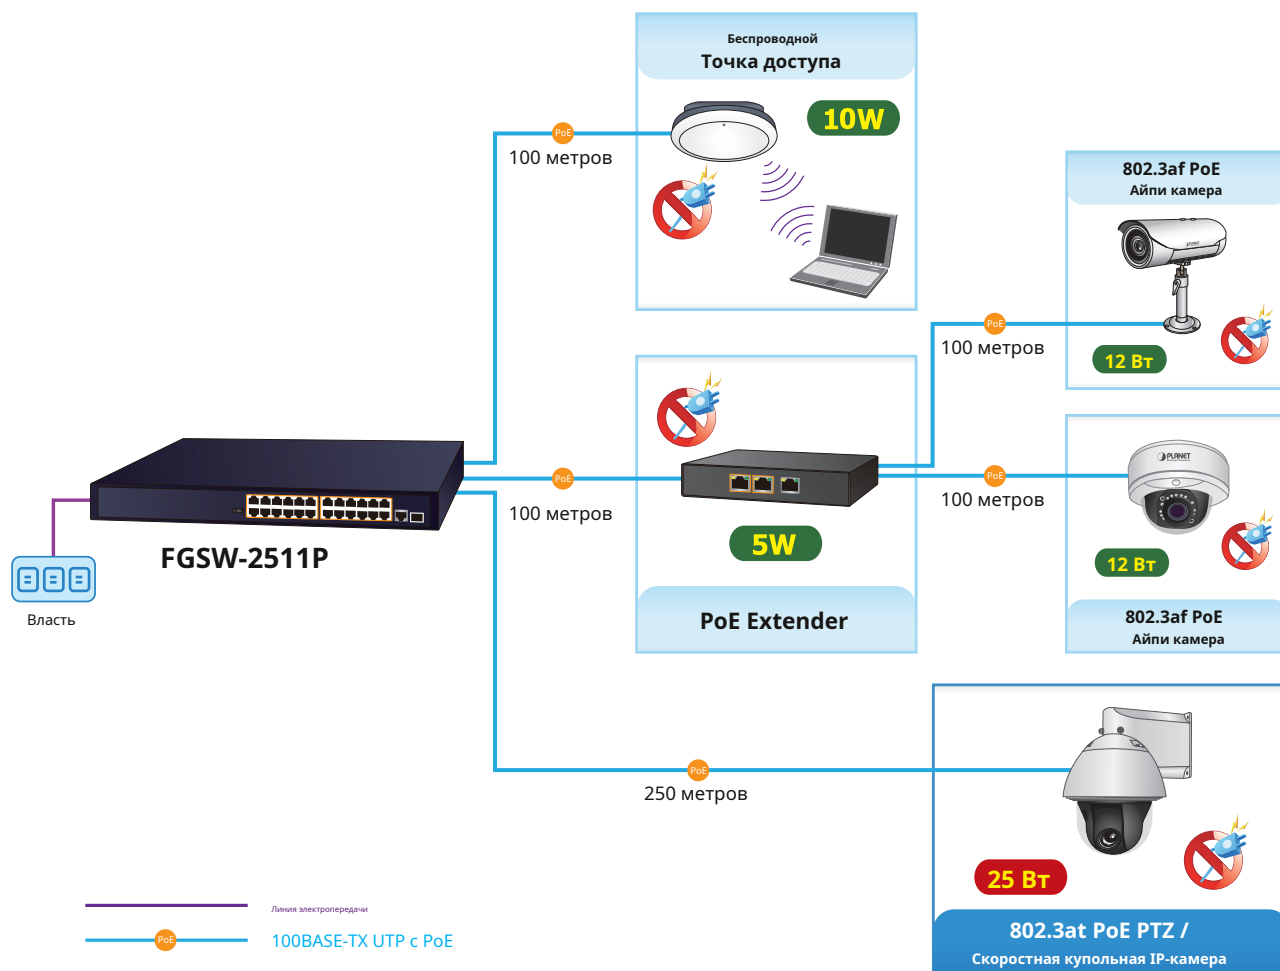 Беспроводной
Точка доступа
10W
PoE
100 метров
802.3af PoE
Айпи камера
PLANET
PoE
100 метров
12 Вт
PoE
100 метров
5W
PoE Extender
PoE
100 метров
PLANET
12 Вт
802.3af PoE
Айпи камера
FGSW-2511P
Власть
PoE
250 метров
25 Вт
802.3at PoE PTZ /
Скоростная купольная IP-камера
Линия электропередачи
PoE
100BASE-TX UTP с PoE